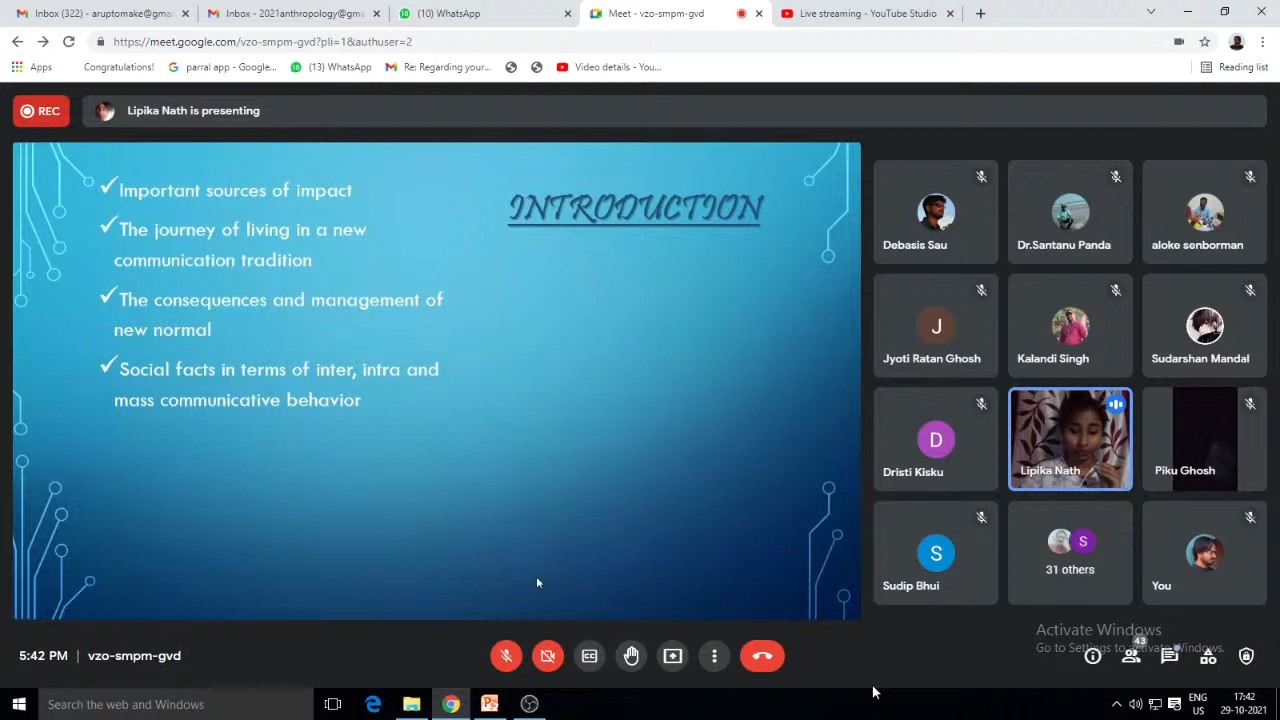 Inbox (322) - aruptomake@gmai
Inbox - 2021anthropology@gma
(10) WhatsApp
Meet - vzo-smpm-gvd
Live streaming - YouTube Studio
https://meet.google.com/vzo-smpm-gvd?pli=1&authuser=2
Apps
Congratulations!
parral app - Google...
(13) WhatsApp
Re: Regarding your...
Video details - You...
Reading list
REC
Lipika Nath is presenting
Important sources of impact
The journey of living in a new
communication tradition
The consequences and management of
new normal
Social facts in terms of inter, intra and
mass communicative behavior
INTRODUCTION
Debasis Sau
Dr.Santanu Panda
aloke senborman
J
Jyoti Ratan Ghosh
Kalandi Singh
Sudarshan Mandal
D
Dristi Kisku
Lipika Nath
Piku Ghosh
S
Sudip Bhui
S
31 others
You
Activate Windows
Go to Settings to activate Windows.
5:42 PM
vzo-smpm-gvd
43
Search the web and Windows
ENG
US
17:42
29-10-2021